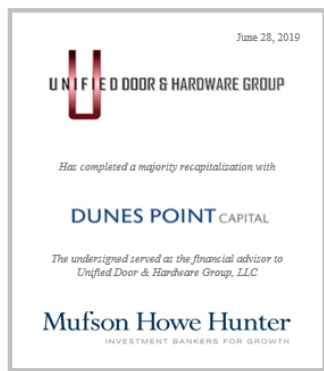 June 28, 2019
UNIFIED DOOR & HARDWARE GROUP
Has completed a majority recapitalization with
DUNES POINT CAPITAL
The undersigned served as the financial advisor to
Unified Door & Hardware Group, LLC
Mufson Howe Hunter
INVESTMENT BANKERS FOR GROWTH